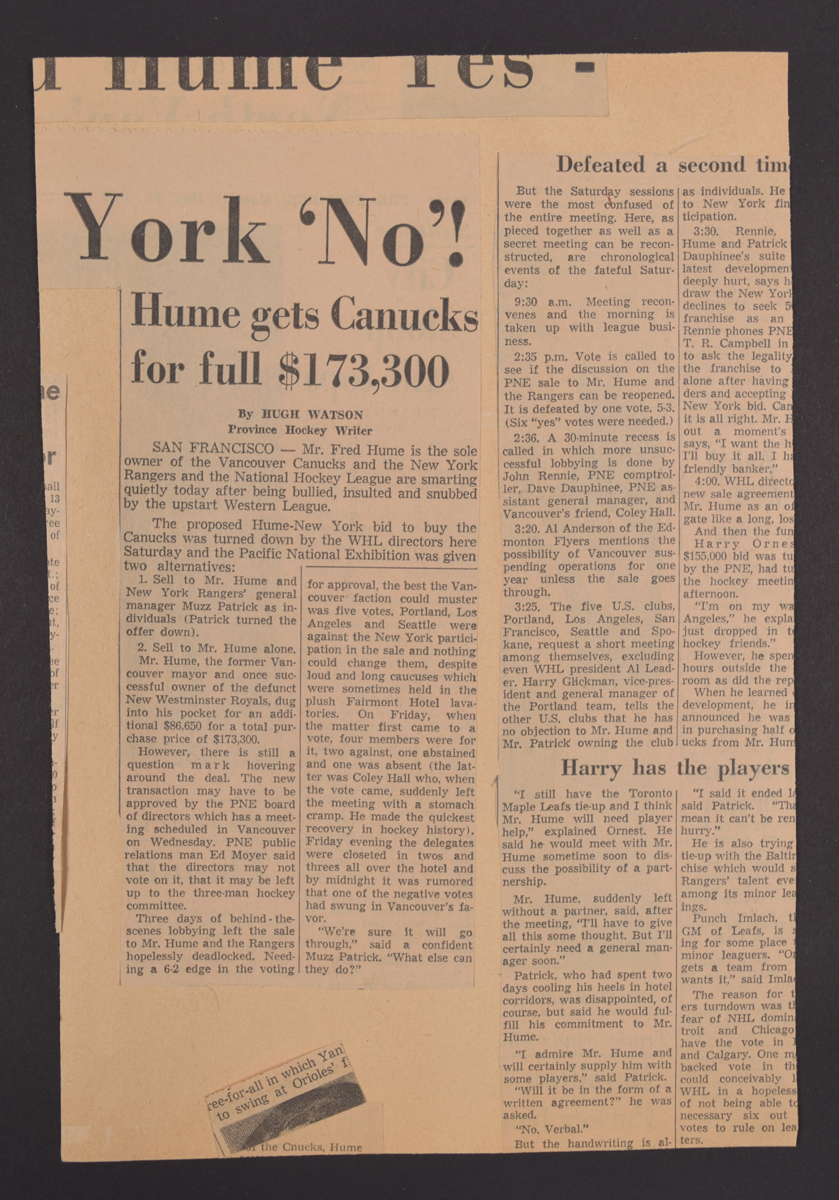 d Hume Yes -
York 'No'!
Hume gets Canucks
for full $173,300
By HUGH WATSON
Province Hockey Writer
SAN FRANCISCO — Mr. Fred Hume is the sole
owner of the Vancouver Canucks and the New York
Rangers and the National Hockey League are smarting
quietly today after being bullied, insulted and snubbed
by the upstart Western League.
The proposed Hume-New York bid to buy the
Canucks was turned down by the WHL directors here
Saturday and the Pacific National Exhibition was given
two alternatives:
1. Sell to Mr. Hume and
New York Rangers' general
manager Muzz Patrick as in-
dividuals (Patrick turned the
offer down).
2. Sell to Mr. Hume alone.
Mr. Hume, the former Van-
couver mayor and once suc-
cessful owner of the defunct
New Westminster Royals, dug
into his pocket for an addi-
tional $86,650 for a total pur-
chase price of $173,300.
However, there is still a
question mark hovering
around the deal. The new
transaction may have to be
approved by the PNE board
of directors which has a meet-
ing scheduled in Vancouver
on Wednesday. PNE public
relations man Ed Moyer said
that the directors may not
vote on it, that it may be left
up to the three-man hockey
committee.
Three days of behind-the-
scenes lobbying left the sale
to Mr. Hume and the Rangers
hopelessly deadlocked. Need-
ing a 6-2 edge in the voting
for approval, the best the Van-
couver faction could muster
was five votes. Portland, Los
Angeles and Seattle were
against the New York partici-
pation in the sale and nothing
could change them, despite
loud and long caucuses which
were sometimes held in the
plush Fairmont Hotel lava-
tories. On Friday, when
the matter first came to a
vote, four members were for
it, two against, one abstained
and one was absent (the lat-
ter was Coley Hall who, when
the vote came, suddenly left
the meeting with a stomach
cramp. He made the quickest
recovery in hockey history).
Friday evening the delegates
were closeted in twos and
threes all over the hotel and
by midnight it was rumored
that one of the negative votes
had swung in Vancouver's fa-
vor.
"We're sure it will go
through," said a confident
Muzz Patrick. "What else can
they do?"
Defeated a second tim
But the Saturday sessions
were the most confused of
the entire meeting. Here, as
pieced together as well as a
secret meeting can be recon-
structed, are chronological
events of the fateful Satur-
day:
9:30 a.m. Meeting recon-
venes and the morning is
taken up with league busi-
ness.
2:35 p.m. Vote is called to
see if the discussion on the
PNE sale to Mr. Hume and
the Rangers can be reopened.
It is defeated by one vote, 5-3.
(Six "yes" votes were needed.)
2:36. A 30-minute recess is
called in which more unsuc-
cessful lobbying is done by
John Rennie, PNE comptrol-
ler, Dave Dauphinee, PNE as-
sistant general manager, and
Vancouver's friend, Coley Hall.
3:20. Al Anderson of the Ed-
monton Flyers mentions the
possibility of Vancouver sus-
pending operations for one
year unless the sale goes
through.
3:25. The five U.S. clubs,
Portland, Los Angeles, San
Francisco, Seattle and Spo-
kane, request a short meeting
among themselves, excluding
even WHL president Al Lead-
er. Harry Glickman, vice-pres-
ident and general manager of
the Portland team, tells the
other U.S. clubs that he has
no objection to Mr. Hume and
Mr. Patrick owning the club
as individuals. He
to New York fin
ticipation.
3:30. Rennie,
Hume and Patrick
Dauphinee's suite
latest developmen
deeply hurt, says h
draw the New York
declines to seek 5
franchise as an
Rennie phones PNE
T. R. Campbell in
to ask the legality
the franchise to
alone after having
ders and accepting
New York bid. Can
it is all right. Mr. H
out a moment's
says, "I want the h
I'll buy it all. I ha
friendly banker."
4:00. WHL directo
new sale agreement
Mr. Hume as an of
gate like a long, los
And then the fun
Harry Ornes
$155,000 bid was tu
by the PNE, had tu
the hockey meetin
afternoon.
"I'm on my wa
Angeles," he expla
just dropped in t
hockey friends."
However, he spen
hours outside the
room as did the rep
When he learned
development, he in
announced he was
in purchasing half o
ucks from Mr. Hum
Harry has the players
"I still have the Toronto
Maple Leafs tie-up and I think
Mr. Hume will need player
help," explained Ornest. He
said he would meet with Mr.
Hume sometime soon to dis-
cuss the possibility of a part-
nership.
Mr. Hume, suddenly left
without a partner, said, after
the meeting, "I'll have to give
all this some thought. But I'll
certainly need a general man-
ager soon."
Patrick, who had spent two
days cooling his heels in hotel
corridors, was disappointed, of
course, but said he would ful-
fill his commitment to Mr.
Hume.
"I admire Mr. Hume and
will certainly supply him with
some players," said Patrick.
"Will it be in the form of a
written agreement?" he was
asked.
"No. Verbal."
But the handwriting is al-
"I said it ended la
said Patrick. "Tha
mean it can't be ren
hurry."
He is also trying
tie-up with the Baltin
chise which would s
Rangers' talent eve
among its minor lea
ings.
Punch Imlach, th
GM of Leafs, is
ing for some place
minor leaguers. "O
gets a team from
wants it," said Imla
The reason for t
ers turndown was th
fear of NHL domin
troit and Chicago
have the vote in
and Calgary. One m
backed vote in th
could conceivably l
WHL in a hopeless
of not being able to
necessary six out
votes to rule on lea
ters.
ree-for-all in which Yan
to swing at Orioles' f
the Cnucks, Hume